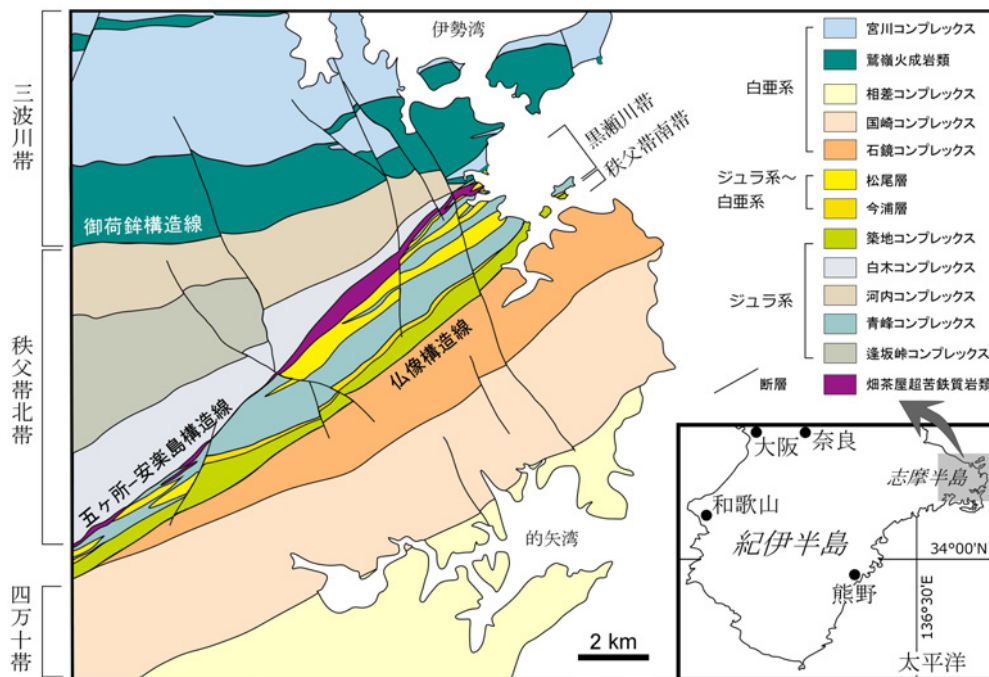 三波川帯
秩父帯北帯
四万十帯
伊勢湾
黒瀬川帯
秩父帯南帯
御荷鉾構造線
五ヶ所–安楽島構造線
仏像構造線
的矢湾
2 km
白亜系
ジュラ系～
白亜系
ジュラ系
宮川コンプレックス
鷲嶺火成岩類
相差コンプレックス
国崎コンプレックス
石鏡コンプレックス
松尾層
今浦層
築地コンプレックス
白木コンプレックス
河内コンプレックス
青峰コンプレックス
逢坂峠コンプレックス
断層
畑茶屋超苦鉄質岩類
大阪
奈良
和歌山
志摩半島
紀伊半島
34°00'N
熊野
136°30'E
太平洋